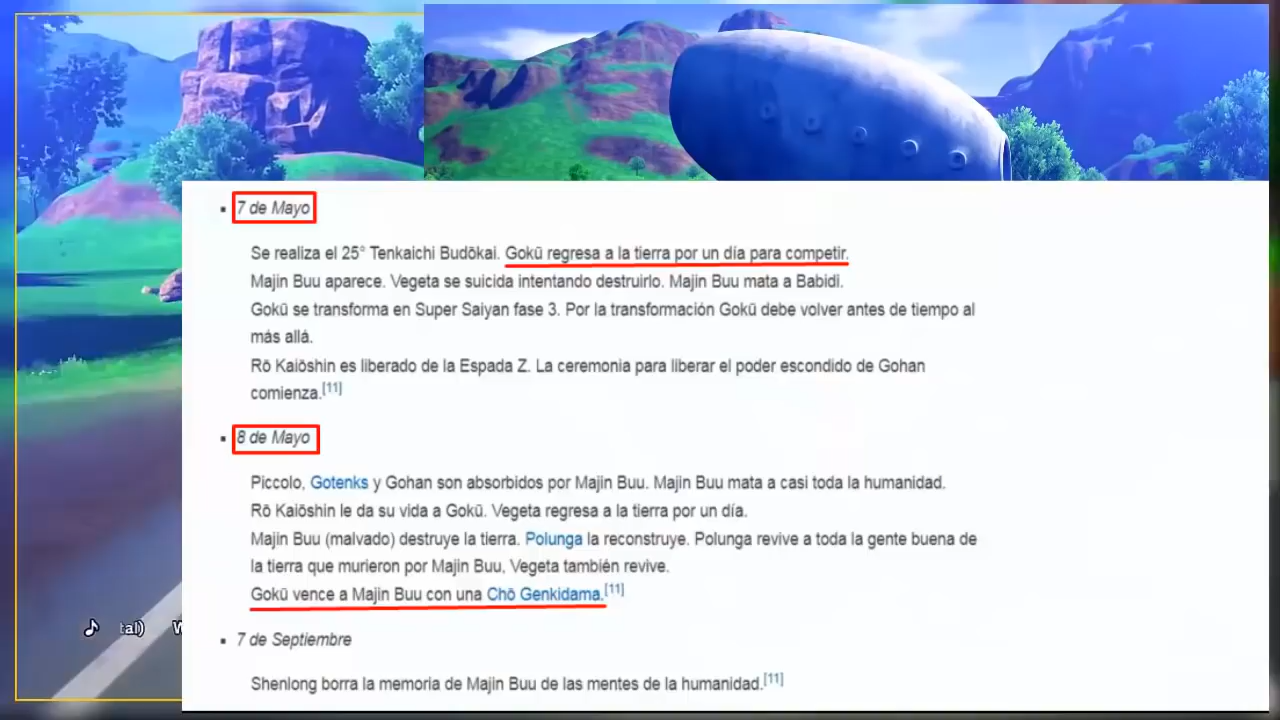 7 de Mayo
Se realiza el 25° Tenkaichi Budōkai. Gokū regresa a la tierra por un día para competir.
Majin Buu aparece. Vegeta se suicida intentando destruirlo. Majin Buu mata a Babidi.
Gokū se transforma en Super Saiyan fase 3. Por la transformación Gokū debe volver antes de tiempo al
más allá.
Rō Kaiōshin es liberado de la Espada Z. La ceremonia para liberar el poder escondido de Gohan
comienza.[11]
8 de Mayo
Piccolo, Gotenks y Gohan son absorbidos por Majin Buu. Majin Buu mata a casi toda la humanidad.
Rō Kaiōshin le da su vida a Gokū. Vegeta regresa a la tierra por un día.
Majin Buu (malvado) destruye la tierra. Polunga la reconstruye. Polunga revive a toda la gente buena de
la tierra que murieron por Majin Buu, Vegeta también revive.
Gokū vence a Majin Buu con una Chō Genkidama.[11]
♪ tal) W
7 de Septiembre
Shenlong borra la memoria de Majin Buu de las mentes de la humanidad.[11]